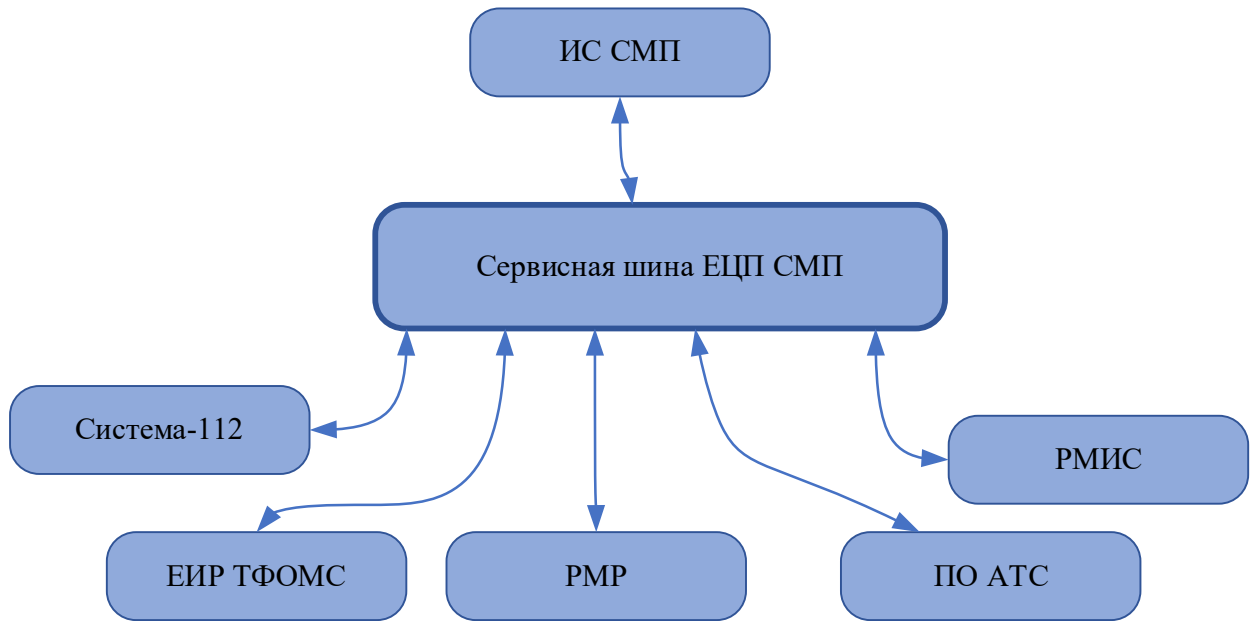 ИС СМП
Сервисная шина ЕЦП СМП
Система-112
РМИС
ЕИР ТФОМС
РМР
ПО АТС